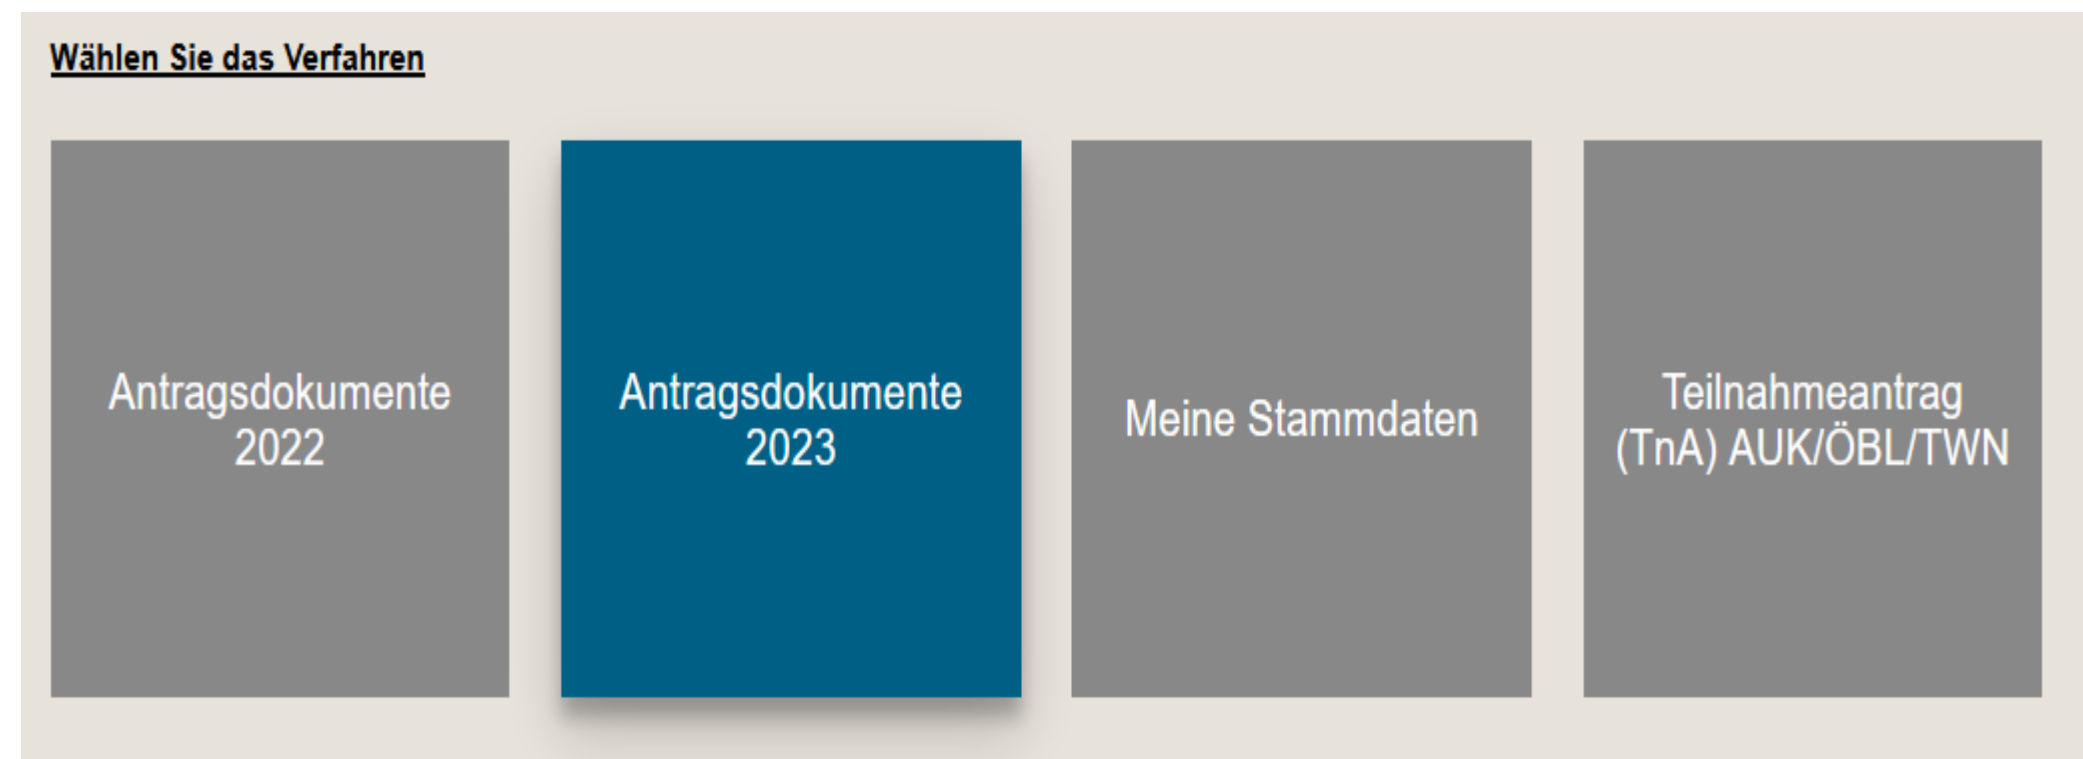 Wählen Sie das Verfahren
Antragsdokumente
2022
Antragsdokumente
2023
Meine Stammdaten
Teilnahmeantrag
(TnA) AUK/ÖBL/TWN